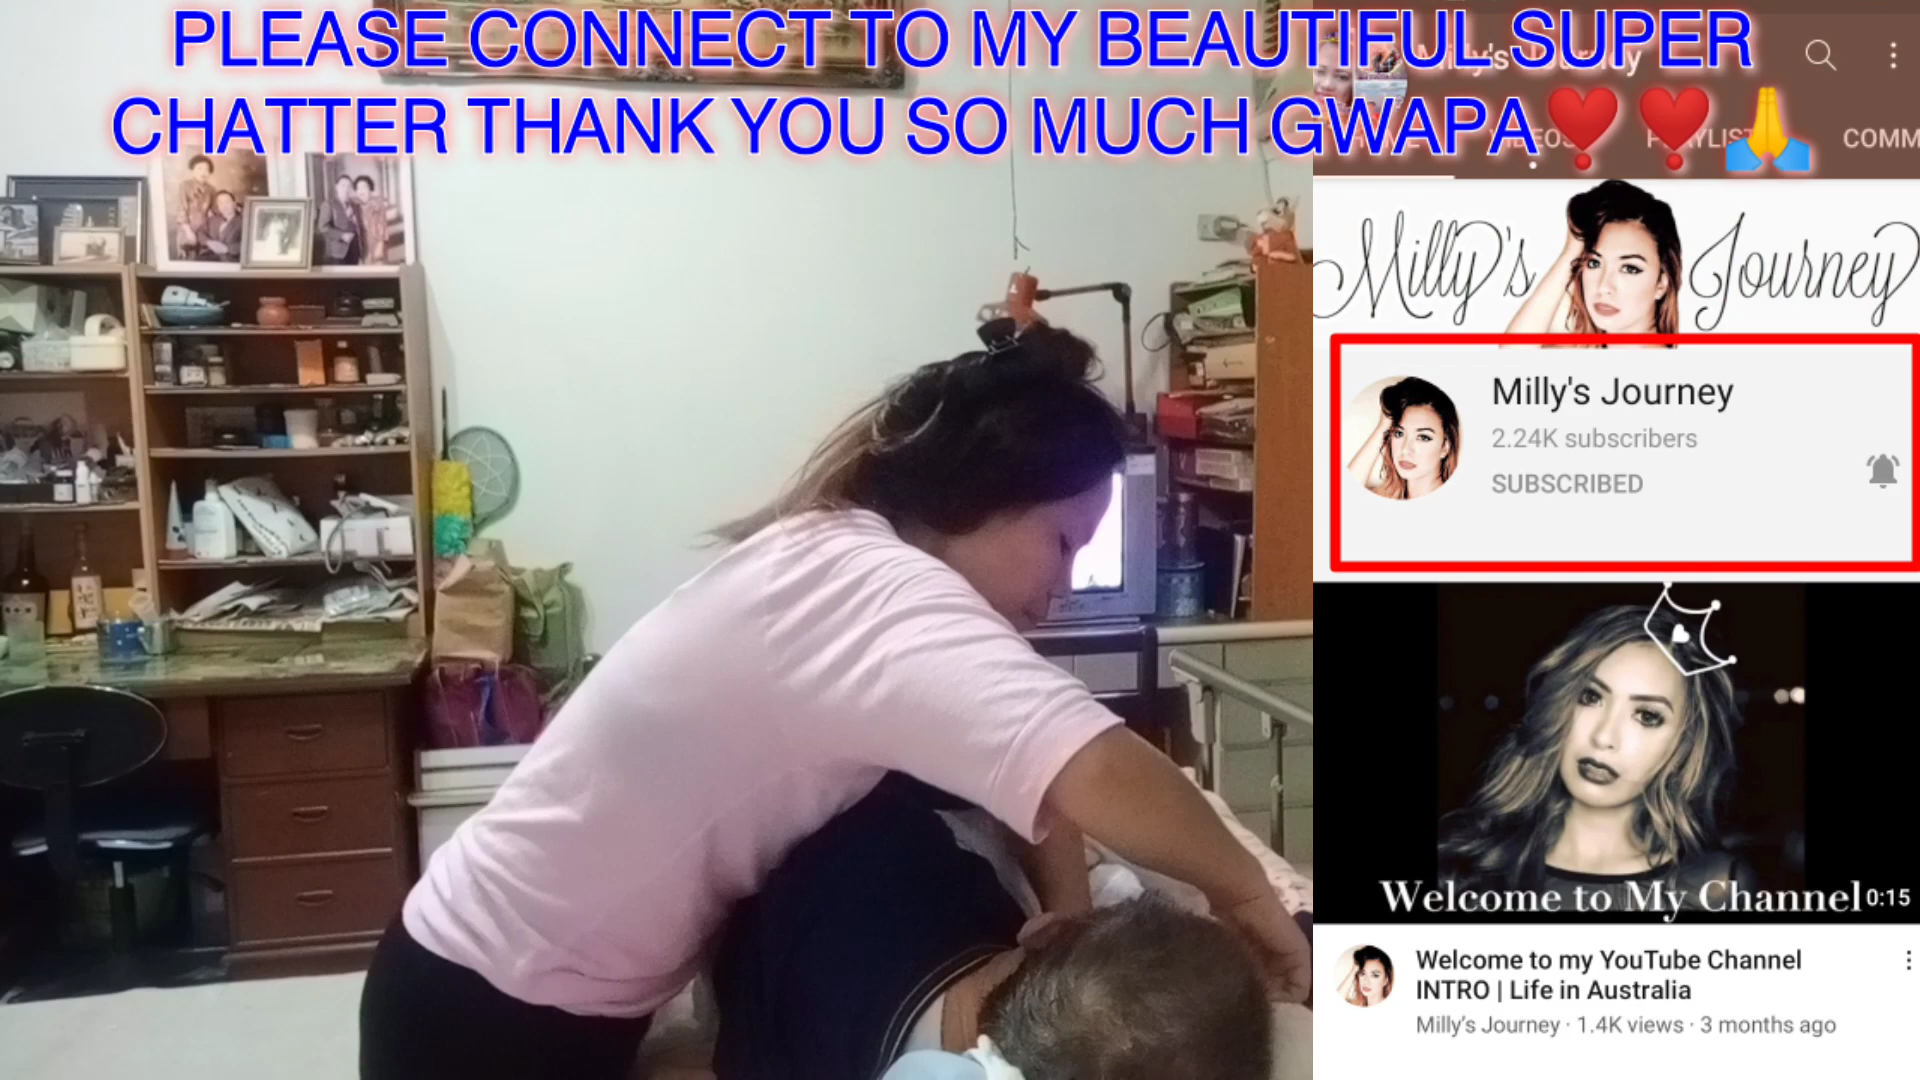 PLEASE CONNECT TO MY BEAUTIFUL SUPER
CHATTER THANK YOU SO MUCH GWAPA❣️❣️🙏
Milly's Journey
COMM
Milly's Journey
Milly's Journey
2.24K subscribers
SUBSCRIBED
Welcome to My Channel
0:15
Welcome to my YouTube Channel
INTRO | Life in Australia
Milly's Journey · 1.4K views · 3 months ago